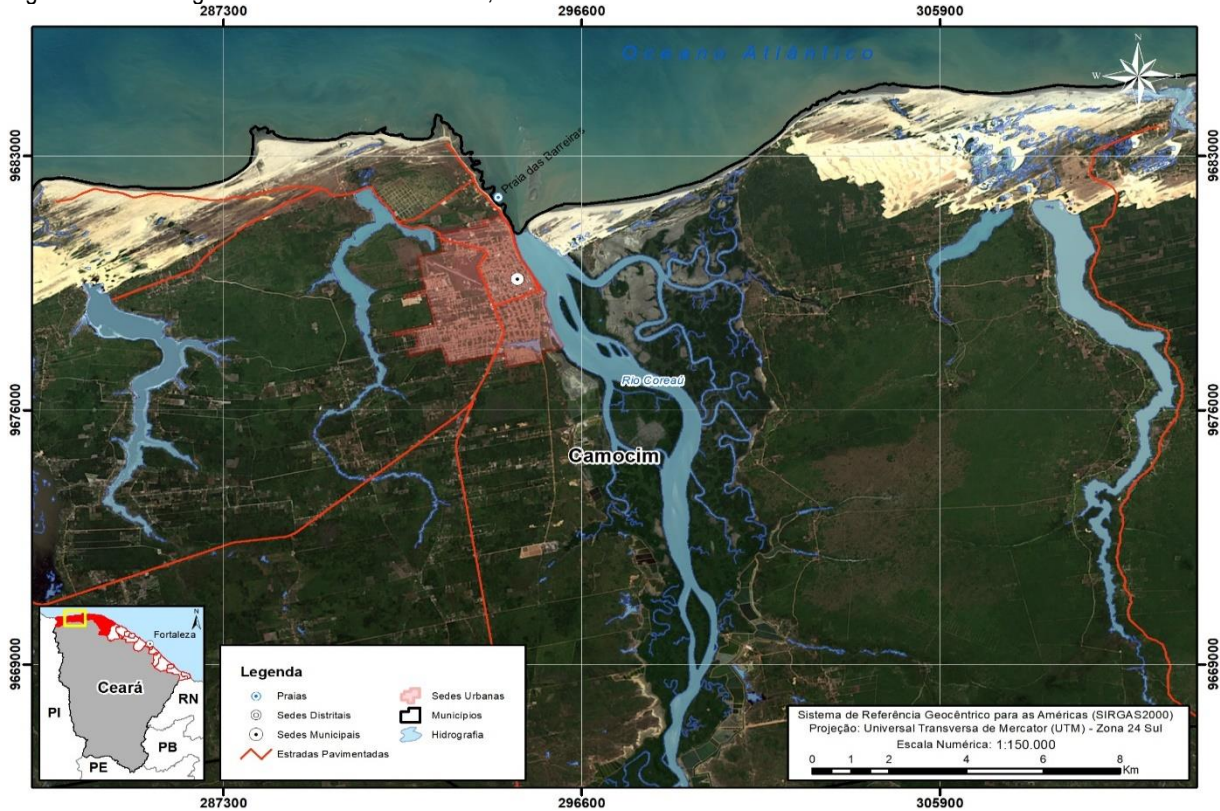 287300
296600
305900
Oceano Atlântico
W
E
9683000
9683000
Praia das Barreiras
Rio Coreaú
9676000
9676000
Camocim
N
Fortaleza
Ceará
RN
PI
PB
PE
Legenda
Praias
Sedes Distritais
Sedes Municipais
Estradas Pavimentadas
Sedes Urbanas
Municípios
Hidrografia
9669000
9669000
Sistema de Referência Geocêntrico para as Américas (SIRGAS2000)
Projeção: Universal Transversa de Mercator (UTM) - Zona 24 Sul
Escala Numérica: 1:150.000
0 1 2 4 6 8
Km
287300
296600
305900